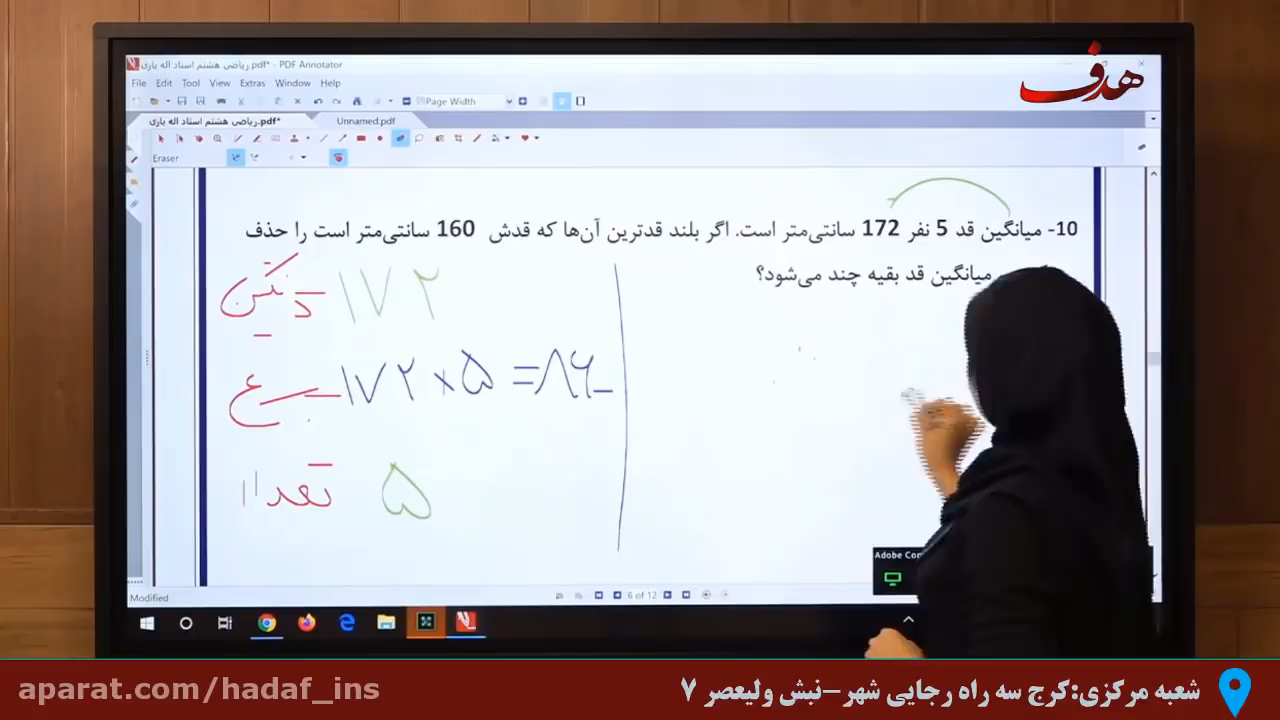 هدف
ریاضی هشتم استاد اله یاری.pdf* - PDF Annotator
File Edit Tool View Extras Window Help
Page Width
ریاضی هشتم استاد اله یاری.pdf* Unnamed.pdf
Eraser
10- میانگین قد 5 نفر 172 سانتی‌متر است. اگر بلند قدترین آن‌ها که قدش 160 سانتی‌متر است را حذف
میانگین قد بقیه چند می‌شود؟
۱۷۲
۱۷۲ × ۵ = ۸۶۰
تعداد ۵
Adobe Con
Modified
6 of 12
aparat.com/hadaf_ins
شعبه مرکزی:کرج سه راه رجایی شهر-نبش ولیعصر ۷